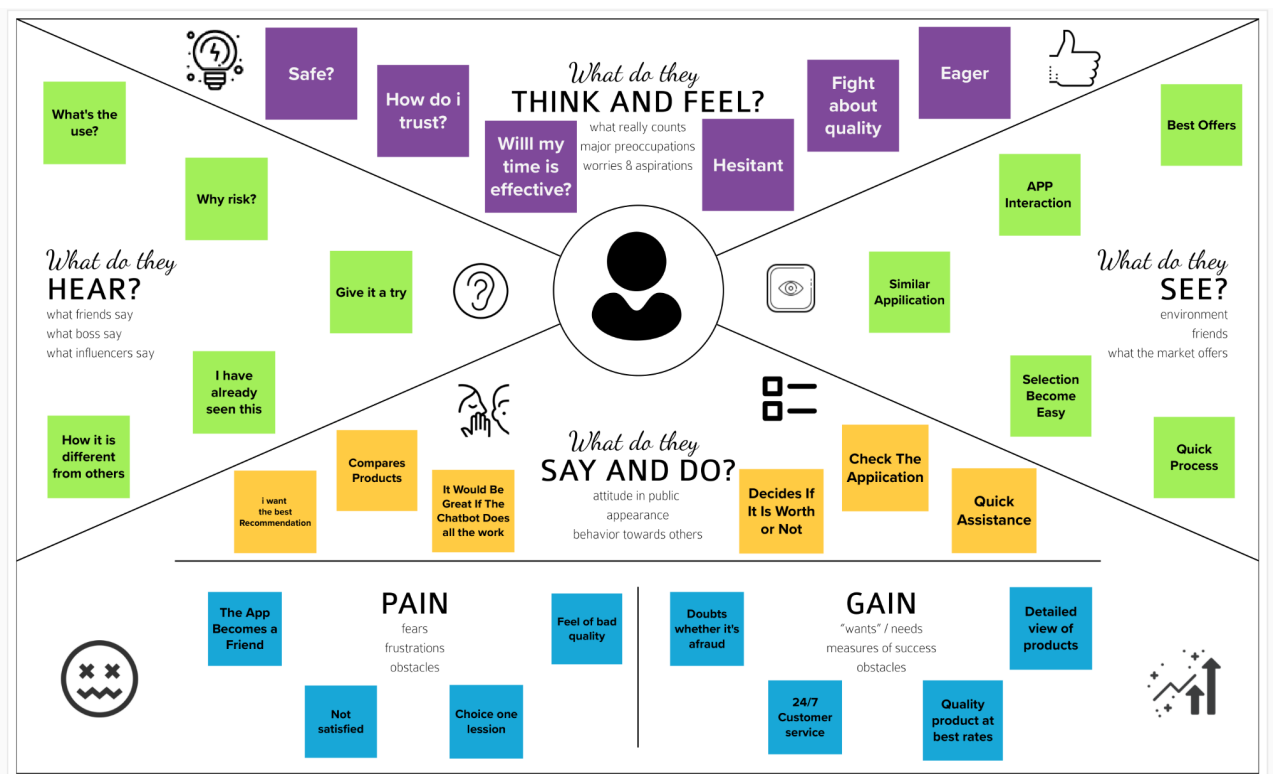 Safe?
How do i
trust?
Willl my
time is
effective?
What do they
THINK AND FEEL?
what really counts
major preoccupations
worries & aspirations
Hesitant
Fight
about
quality
Eager
What's the
use?
Why risk?
Give it a try
What do they
HEAR?
what friends say
what boss say
what influencers say
I have
already
seen this
How it is
different
from others
Best Offers
APP
Interaction
Similar
Appilication
What do they
SEE?
environment
friends
what the market offers
Selection
Become
Easy
Quick
Process
i want
the best
Recommendation
Compares
Products
It Would Be
Great If The
Chatbot Does
all the work
What do they
SAY AND DO?
attitude in public
appearance
behavior towards others
Decides If
It Is Worth
or Not
Check The
Appiication
Quick
Assistance
The App
Becomes a
Friend
PAIN
fears
frustrations
obstacles
Feel of bad
quality
Not
satisfied
Choice one
lession
Doubts
whether it's
afraud
GAIN
"wants" / needs
measures of success
obstacles
Detailed
view of
products
24/7
Customer
service
Quality
product at
best rates